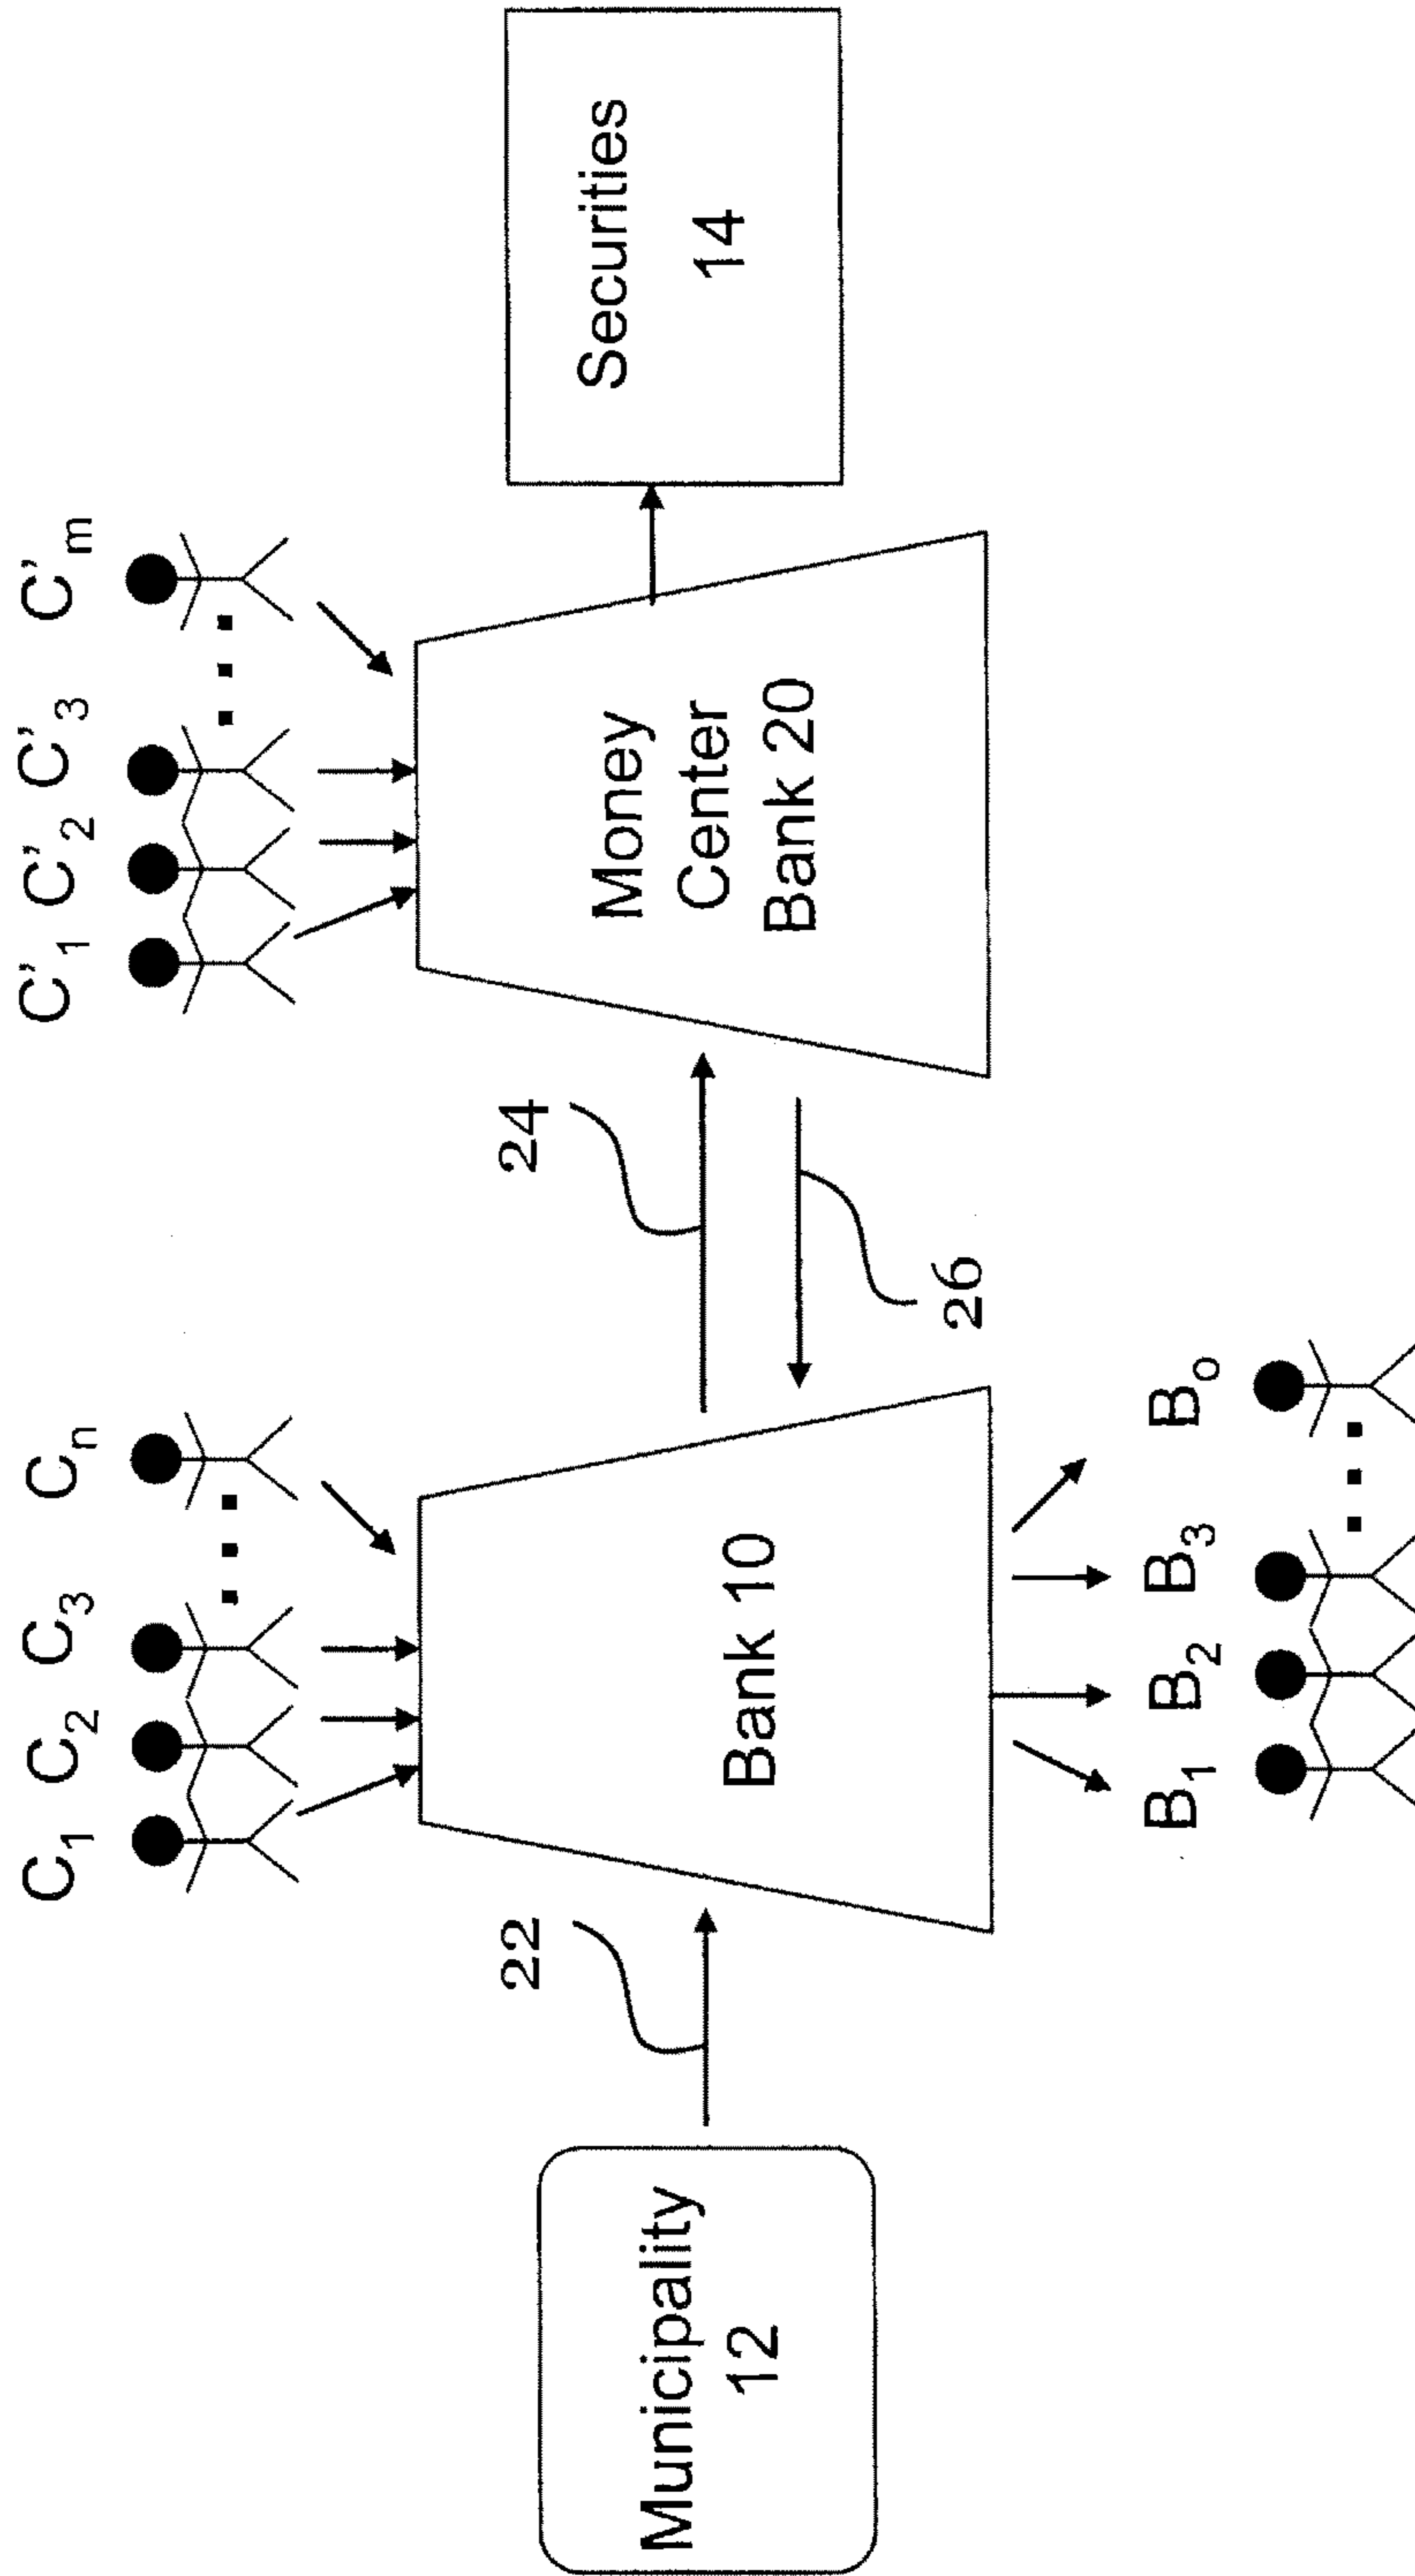 C₁ C₂ C₃ Cₙ
C'₁ C'₂ C'₃ C'ₘ
22
24
Municipality
12
Bank 10
Money
Center
Bank 20
Securities
14
26
B₁ B₂ B₃ Bₒ